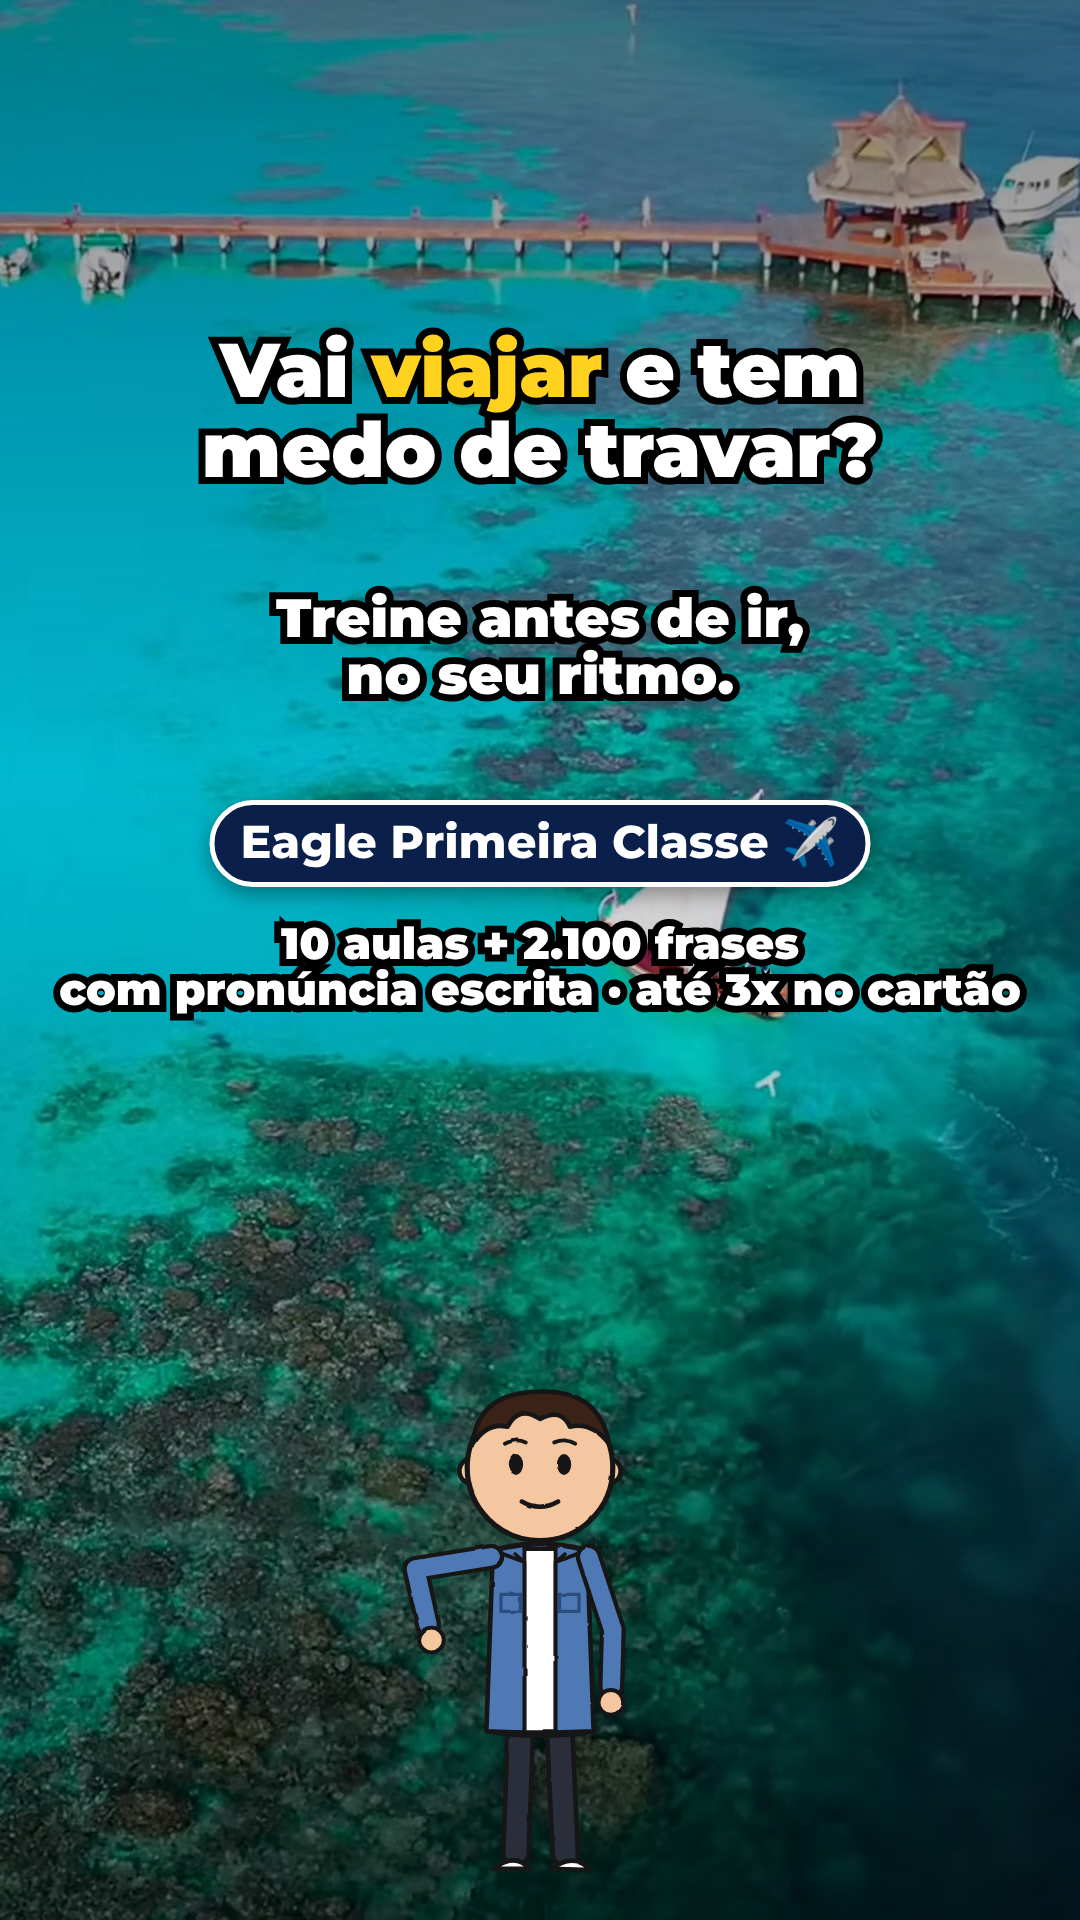 Vai viajar e tem
medo de travar?
Treine antes de ir,
no seu ritmo.
Eagle Primeira Classe ✈️
10 aulas + 2.100 frases
com pronúncia escrita • até 3x no cartão